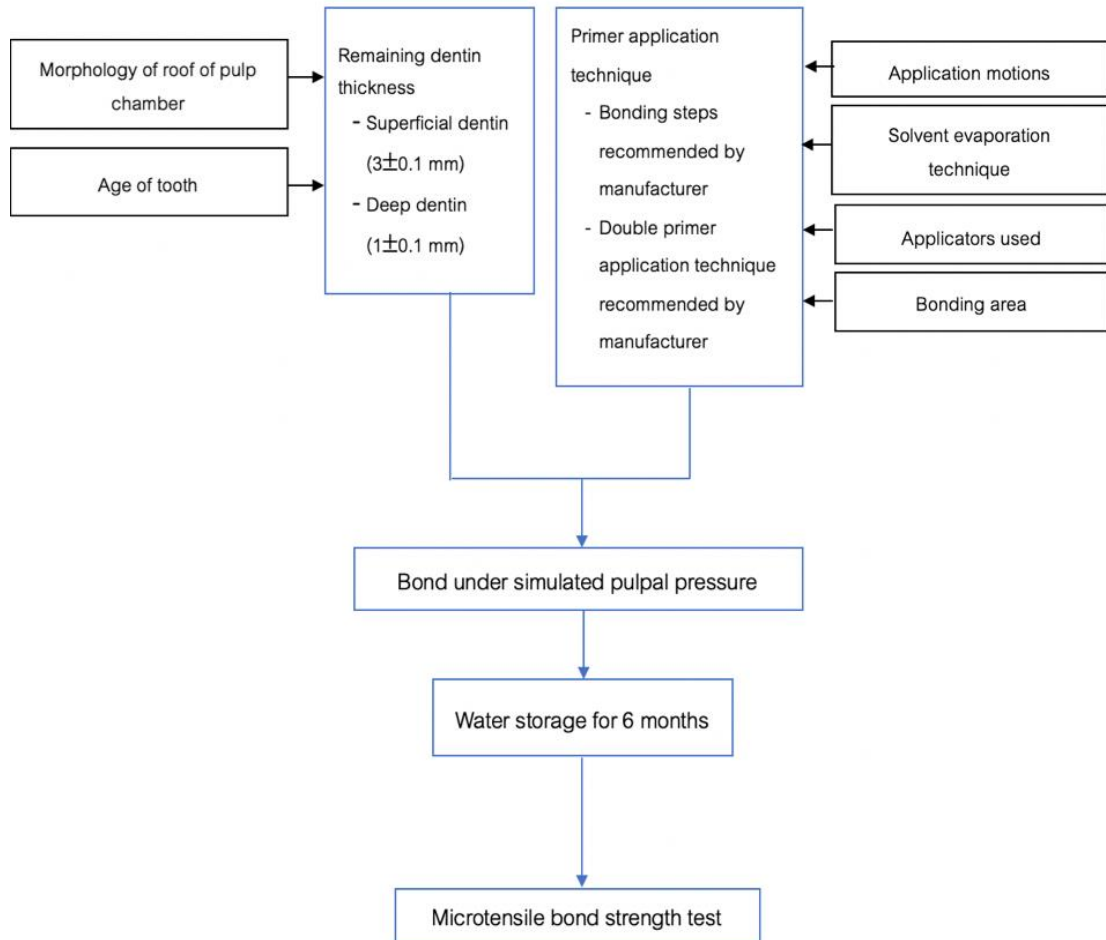 Morphology of roof of pulp
chamber
Age of tooth
Remaining dentin
thickness
- Superficial dentin
(3±0.1 mm)
- Deep dentin
(1±0.1 mm)
Primer application
technique
- Bonding steps
recommended by
manufacturer
- Double primer
application technique
recommended by
manufacturer
Application motions
Solvent evaporation
technique
Applicators used
Bonding area
Bond under simulated pulpal pressure
Water storage for 6 months
Microtensile bond strength test